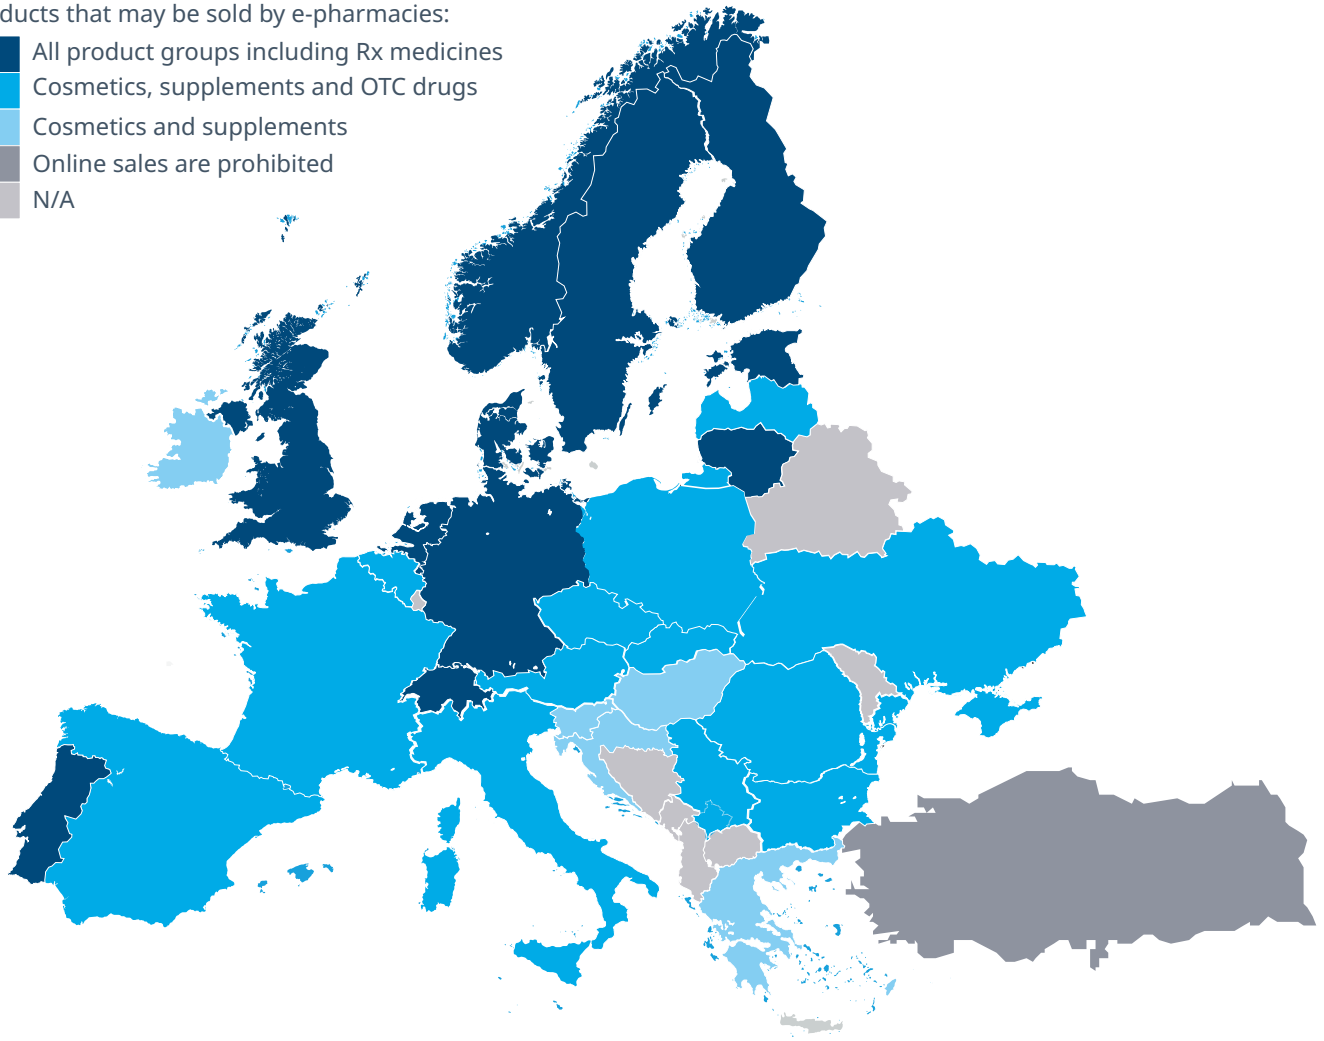 ducts that may be sold by e-pharmacies:
All product groups including Rx medicines
Cosmetics, supplements and OTC drugs
Cosmetics and supplements
Online sales are prohibited
N/A